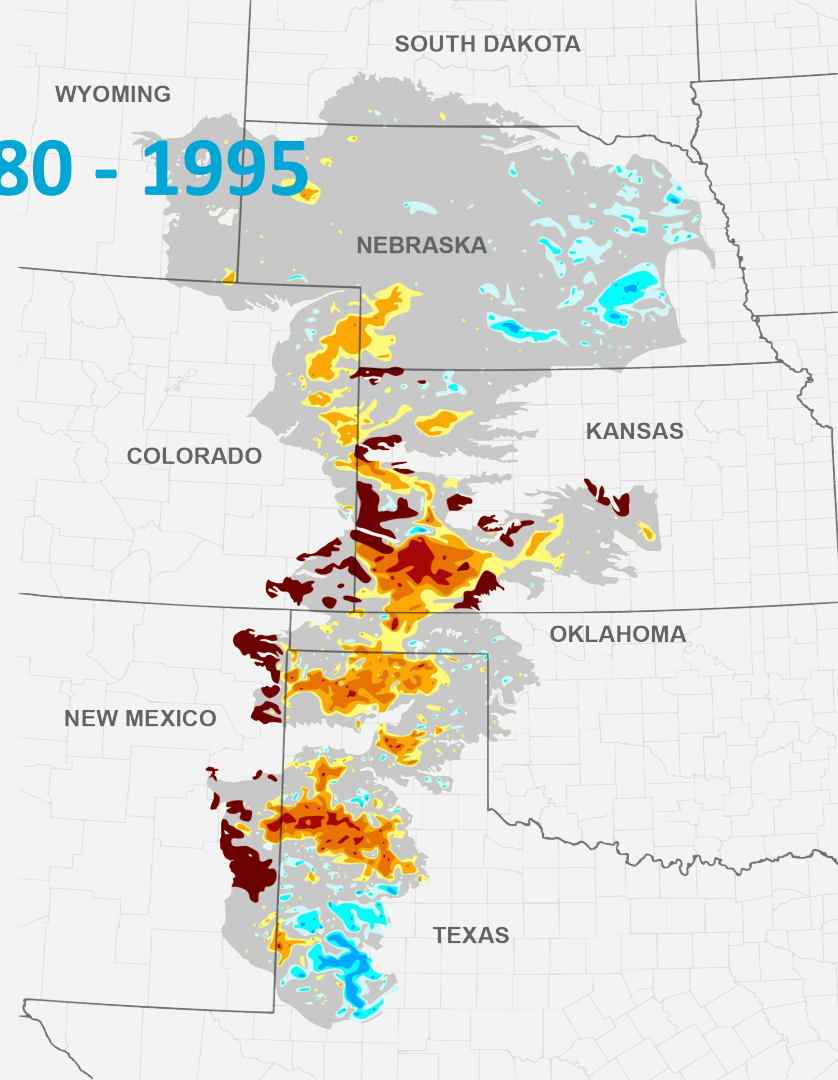 SOUTH DAKOTA
WYOMING
80 - 1995
NEBRASKA
KANSAS
COLORADO
OKLAHOMA
NEW MEXICO
TEXAS